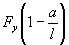 F_y(1 − a/l)